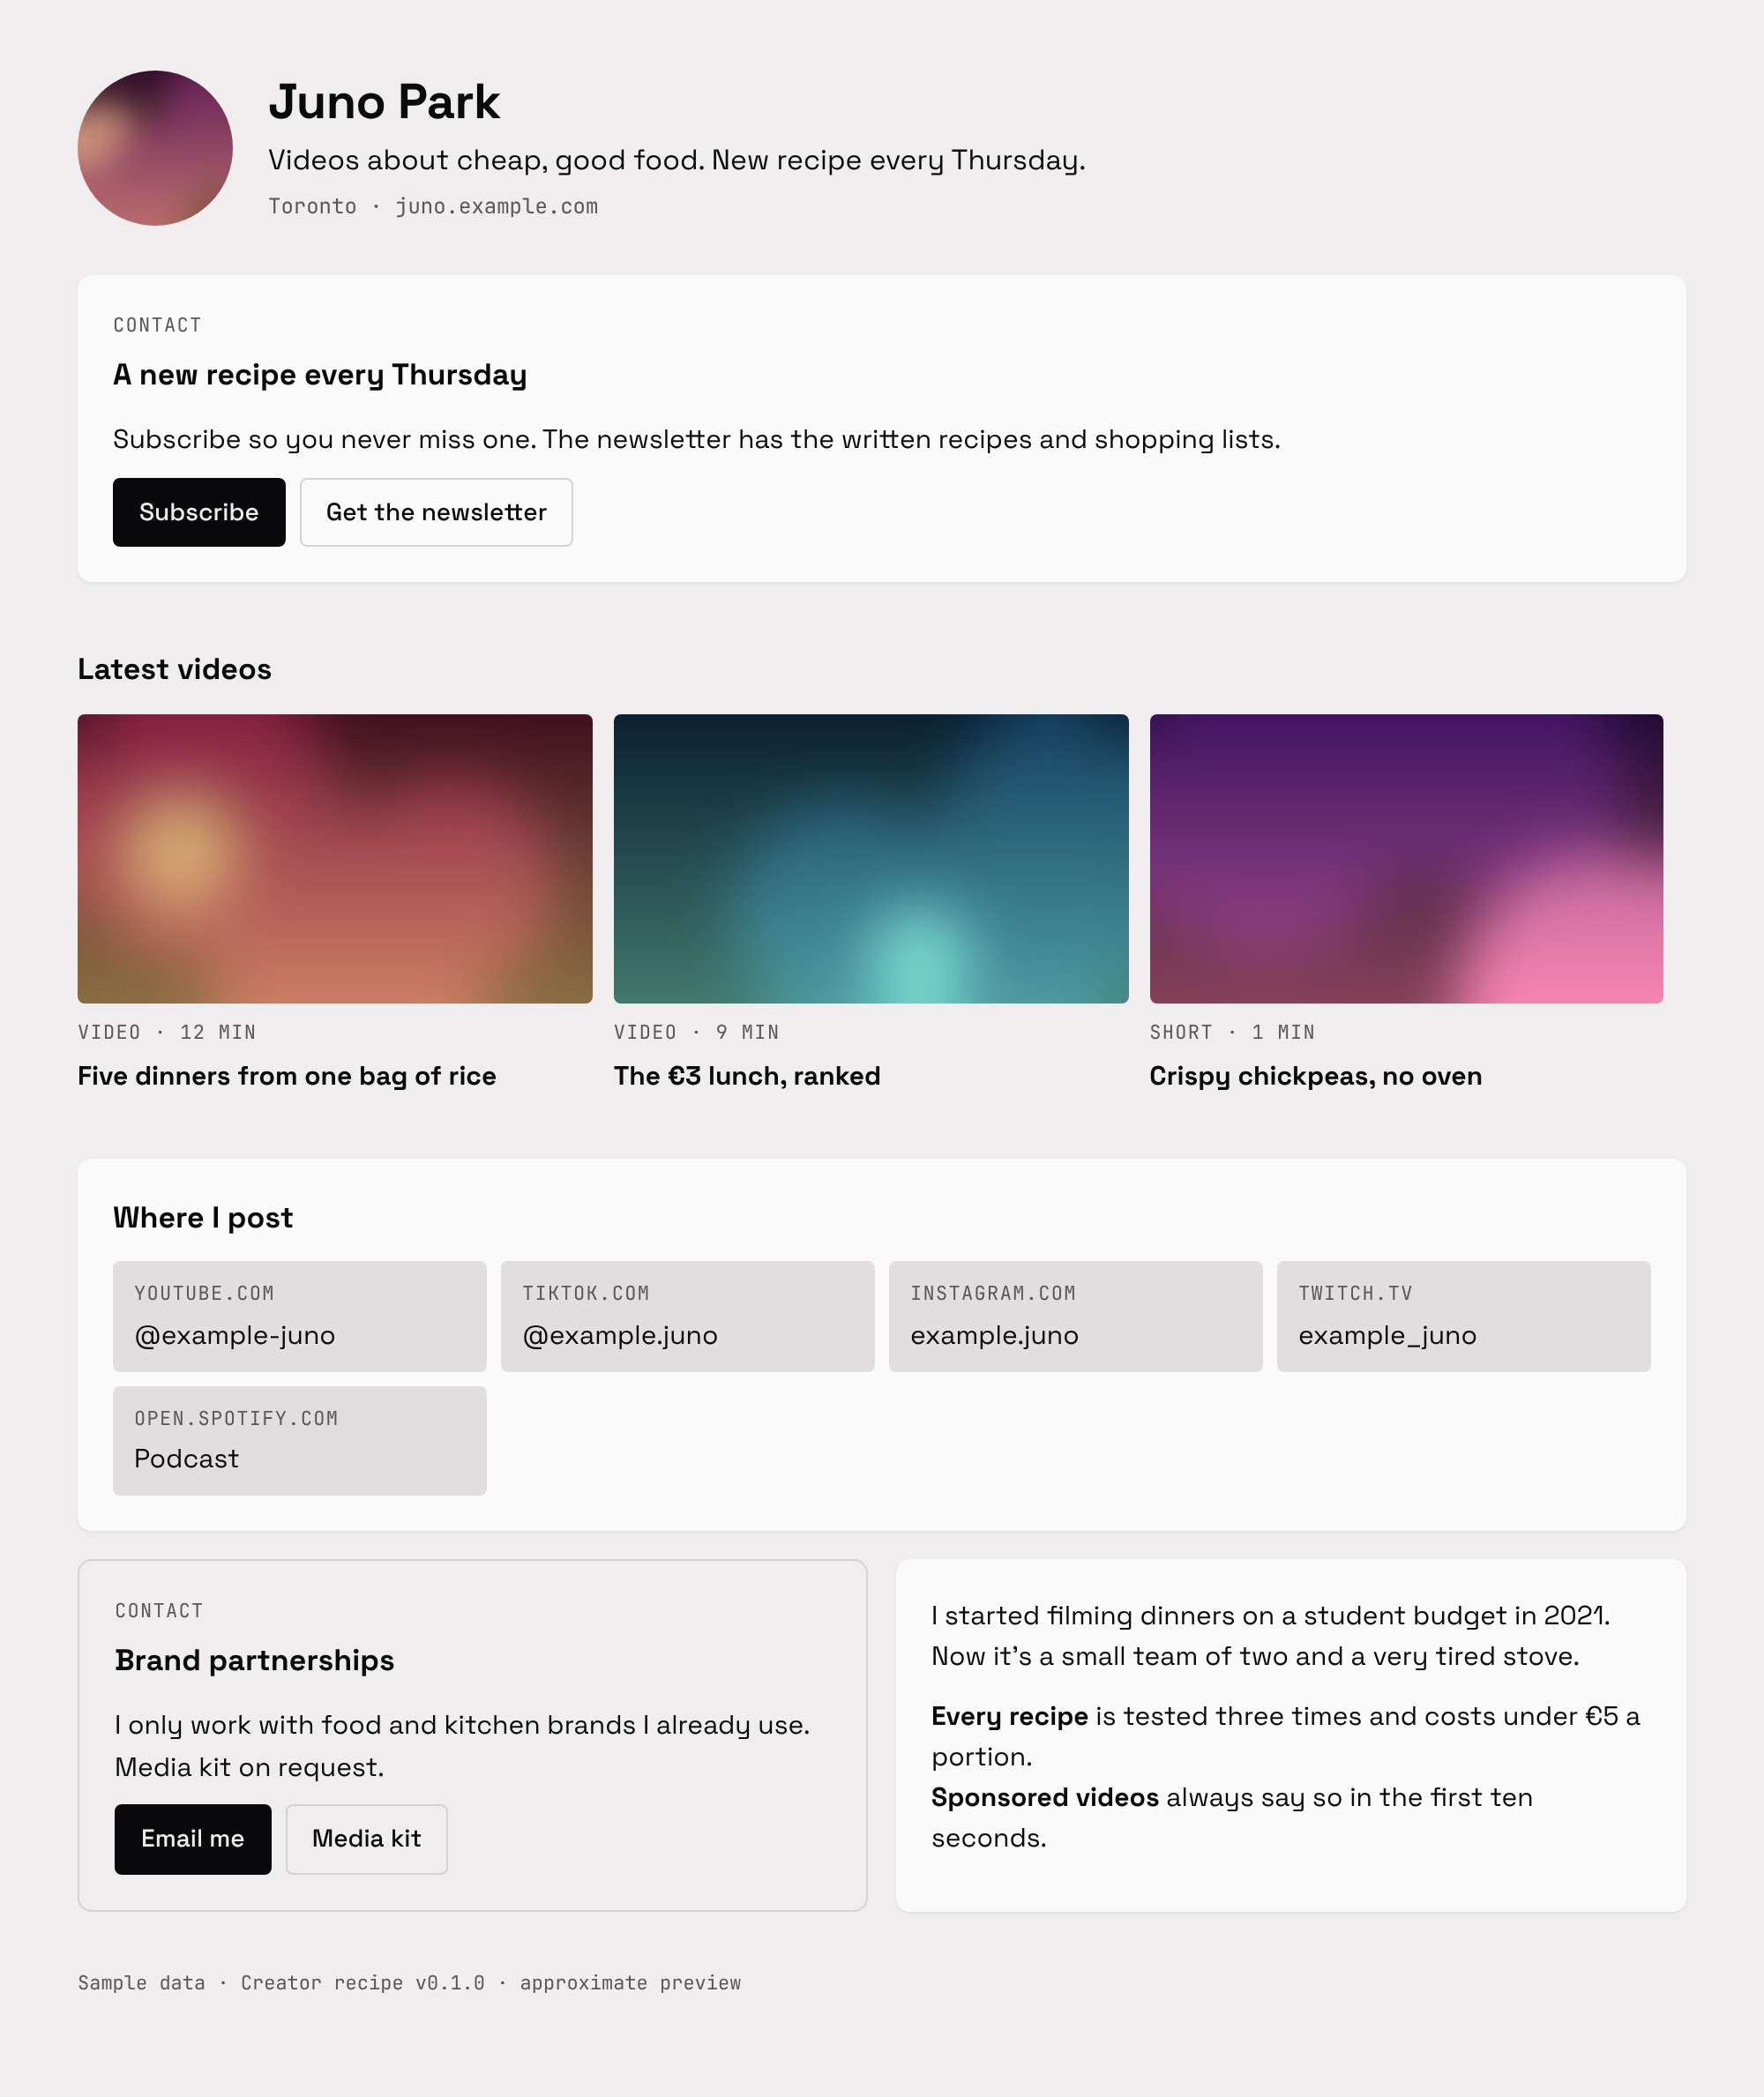 Juno Park
Videos about cheap, good food. New recipe every Thursday.
Toronto · juno.example.com
CONTACT
A new recipe every Thursday
Subscribe so you never miss one. The newsletter has the written recipes and shopping lists.
Subscribe
Get the newsletter
Latest videos
VIDEO · 12 MIN
Five dinners from one bag of rice
VIDEO · 9 MIN
The €3 lunch, ranked
SHORT · 1 MIN
Crispy chickpeas, no oven
Where I post
YOUTUBE.COM
@example-juno
TIKTOK.COM
@example.juno
INSTAGRAM.COM
example.juno
TWITCH.TV
example_juno
OPEN.SPOTIFY.COM
Podcast
CONTACT
Brand partnerships
I only work with food and kitchen brands I already use.
Media kit on request.
Email me
Media kit
I started filming dinners on a student budget in 2021.
Now it’s a small team of two and a very tired stove.
Every recipe is tested three times and costs under €5 a
portion.
Sponsored videos always say so in the first ten
seconds.
Sample data · Creator recipe v0.1.0 · approximate preview